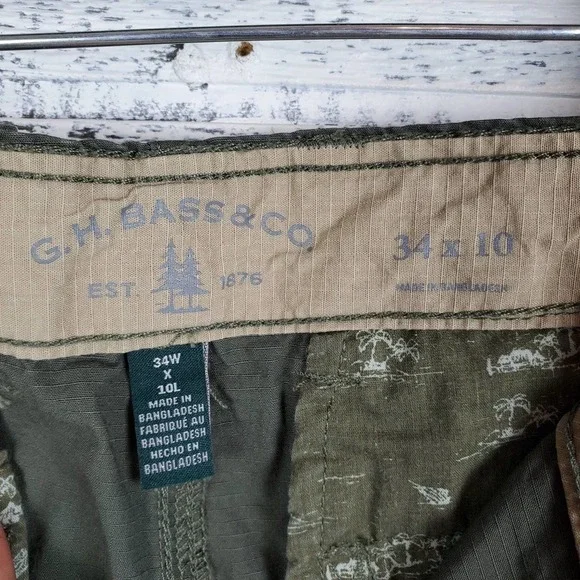 G.H. BASS & CO.
EST. 1876
34 x 10
MADE IN BANGLADESH
34W
X
10L
MADE IN
BANGLADESH
FABRIQUÉ AU
BANGLADESH
HECHO EN
BANGLADESH